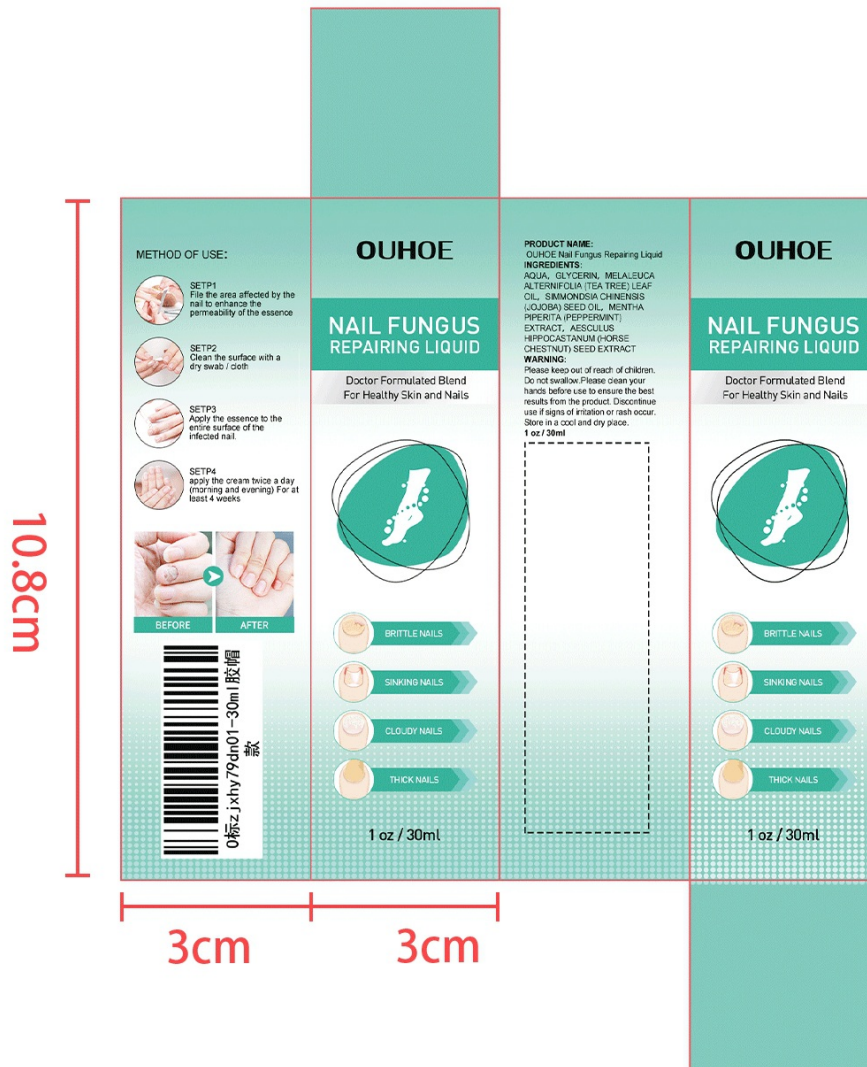 METHOD OF USE:
SETP1
File the area affected by the
nail to enhance the
permeability of the essence
SETP2
Clean the surface with a
dry swab / cloth
SETP3
Apply the essence to the
entire surface of the
infected nail.
SETP4
apply the cream twice a day
(morning and evening) For at
least 4 weeks
BEFORE
AFTER
0标zjxhy79dn01-30ml胶帽
款
OUHOE
NAIL FUNGUS
REPAIRING LIQUID
Doctor Formulated Blend
For Healthy Skin and Nails
BRITTLE NAILS
SINKING NAILS
CLOUDY NAILS
THICK NAILS
1 oz / 30ml
PRODUCT NAME:
OUHOE Nail Fungus Repairing Liquid
INGREDIENTS:
AQUA, GLYCERIN, MELALEUCA
ALTERNIFOLIA (TEA TREE) LEAF
OIL, SIMMONDSIA CHINENSIS
(JOJOBA) SEED OIL, MENTHA
PIPERITA (PEPPERMINT)
EXTRACT, AESCULUS
HIPPOCASTANUM (HORSE
CHESTNUT) SEED EXTRACT
WARNING:
Please keep out of reach of children.
Do not swallow.Please clean your
hands before use to ensure the best
results from the product. Discontinue
use if signs of irritation or rash occur.
Store in a cool and dry place.
1 oz / 30ml
OUHOE
NAIL FUNGUS
REPAIRING LIQUID
Doctor Formulated Blend
For Healthy Skin and Nails
BRITTLE NAILS
SINKING NAILS
CLOUDY NAILS
THICK NAILS
1 oz / 30ml
10.8cm
3cm
3cm